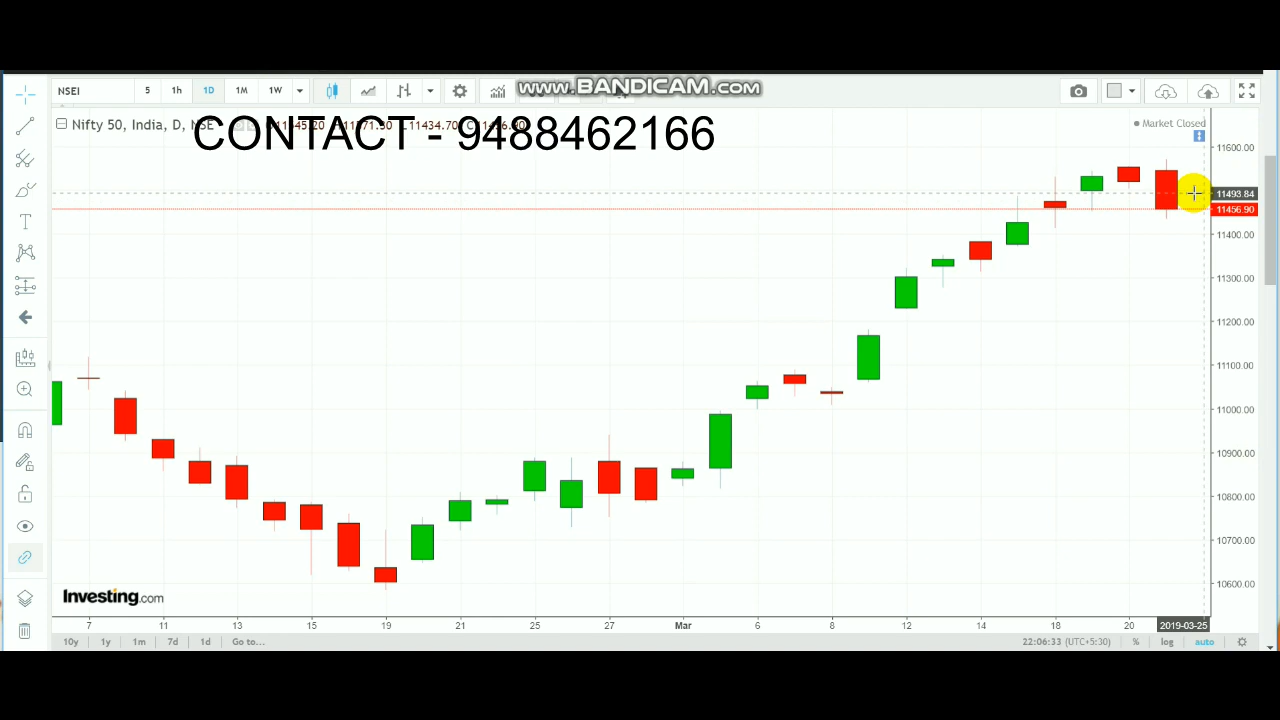 www.BANDICAM.com
NSEI 5 1h 1D 1M 1W
CONTACT - 9488462166
Nifty 50, India, D, NSE
Market Closed
11600.00
11493.84
11456.90
11400.00
11300.00
11200.00
11100.00
11000.00
10900.00
10800.00
10700.00
10600.00
Investing.com
7 11 13 15 19 21 25 27 Mar 6 8 12 14 18 20 2019-03-25
10y 1y 1m 7d 1d Go to... 22:06:33 (UTC+5:30) % log auto